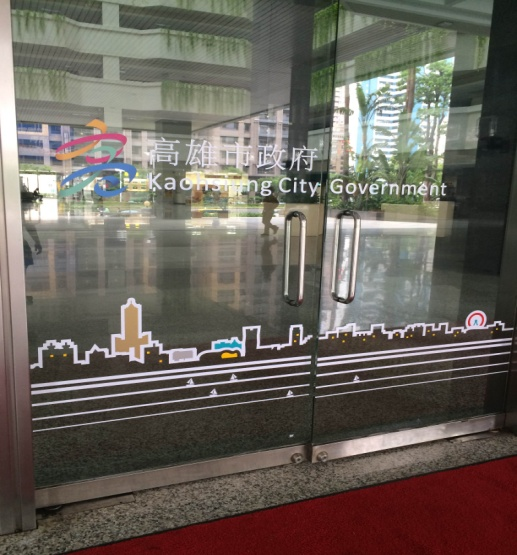 高雄市政府
Kaohsiung City Government